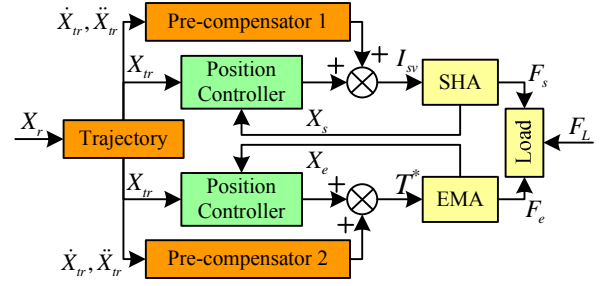 Ẋ_tr, Ẍ_tr
Pre-compensator 1
X_tr
Position
Controller
+
+
I_sv
SHA
F_s
X_s
X_r
Trajectory
Load
F_L
X_e
X_tr
Position
Controller
+
+
T*
EMA
F_e
Ẋ_tr, Ẍ_tr
Pre-compensator 2